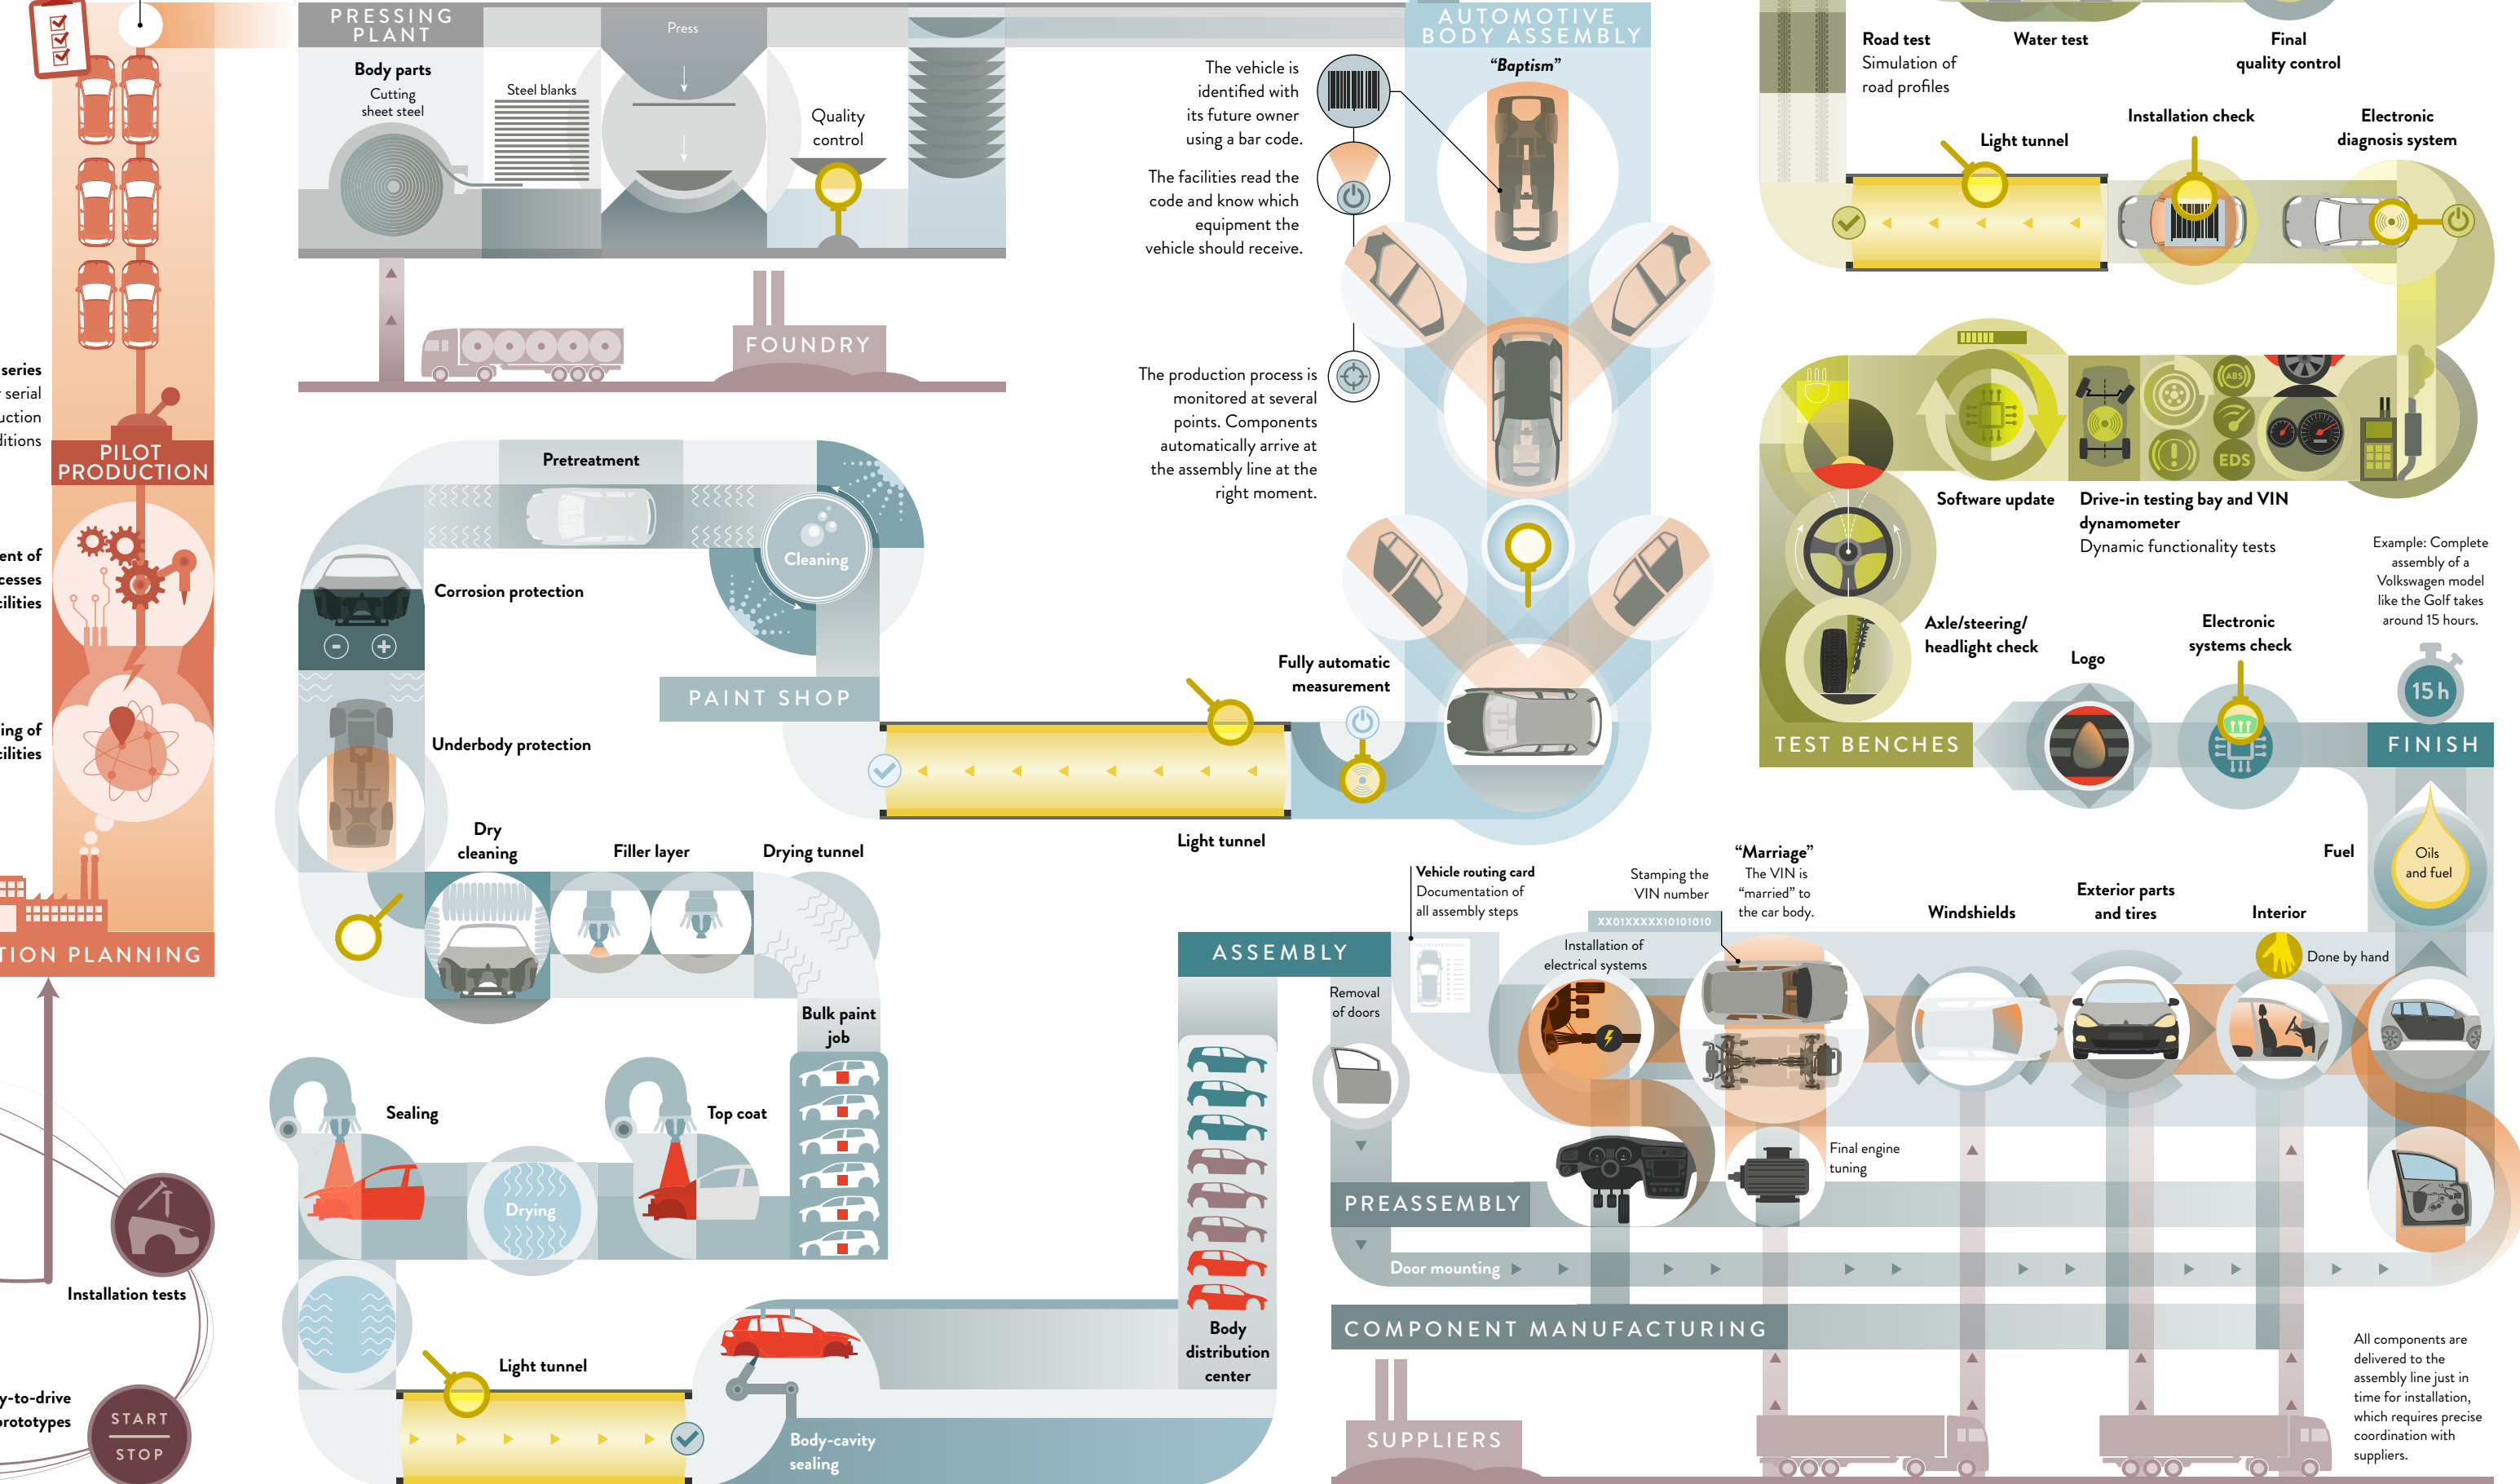 PRESSING
PLANT
Body parts
Cutting
sheet steel
Steel blanks
Press
Quality
control
FOUNDRY
series
serial
PILOT
PRODUCTION
ent of
ing of
TION PLANNING
Installation tests
y-to-drive
START
STOP
AUTOMOTIVE
BODY ASSEMBLY
“Baptism”
The vehicle is
identified with
its future owner
using a bar code.
The facilities read the
code and know which
equipment the
vehicle should receive.
The production process is
monitored at several
points. Components
automatically arrive at
the assembly line at the
right moment.
Fully automatic
measurement
Light tunnel
PAINT SHOP
Cleaning
Pretreatment
Corrosion protection
-
+
Underbody protection
Dry
cleaning
Filler layer
Drying tunnel
Bulk paint
job
Top coat
Drying
Sealing
Light tunnel
Body-cavity
sealing
Body
distribution
center
ASSEMBLY
Removal
of doors
Vehicle routing card
Documentation of
all assembly steps
Stamping the
VIN number
XX01XXXXX10101010
Installation of
electrical systems
“Marriage”
The VIN is
“married” to
the car body.
Windshields
Exterior parts
and tires
Interior
Done by hand
Fuel
Oils
and fuel
Final engine
tuning
PREASSEMBLY
Door mounting
COMPONENT MANUFACTURING
SUPPLIERS
All components are
delivered to the
assembly line just in
time for installation,
which requires precise
coordination with
suppliers.
FINISH
15 h
Example: Complete
assembly of a
Volkswagen model
like the Golf takes
around 15 hours.
Electronic
systems check
Logo
TEST BENCHES
Axle/steering/
headlight check
Software update
Drive-in testing bay and VIN
dynamometer
Dynamic functionality tests
ABS
EDS
Electronic
diagnosis system
Installation check
Light tunnel
Road test
Simulation of
road profiles
Water test
Final
quality control